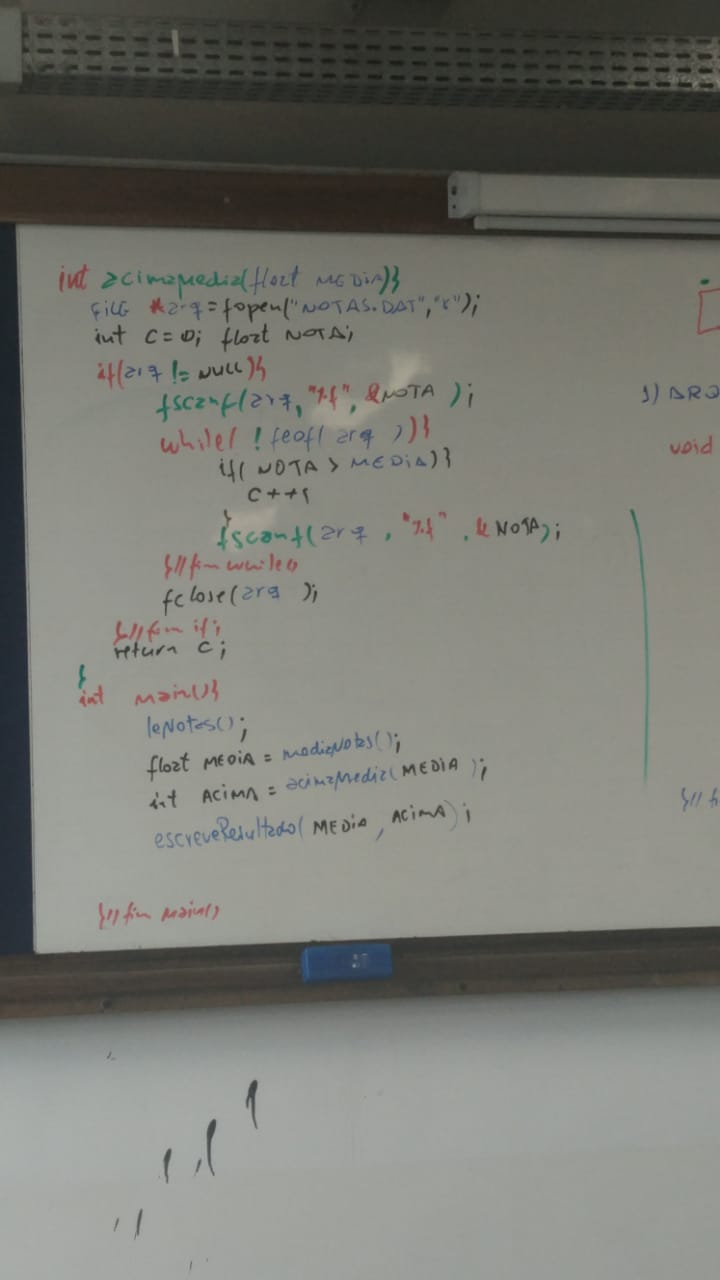 int acimaMedia(float MEDIA){
FILE *arq=fopen("NOTAS.DAT","r");
int c=0; float NOTA;
if(arq != NULL){
fscanf(arq,"%f",&NOTA );
while( ! feof( arq )){
if( NOTA > MEDIA){
c++;
}
fscanf(arq , "%f" , & NOTA);
}//fim while
fclose(arq );
}//fim if;
return c;
}
int main(){
leNotas();
float MEDIA = mediaNotas();
int ACIMA = acimaMedia( MEDIA );
escreveResultado( MEDIA , ACIMA) ;
}//fim main()
1) ARQ
void
}//